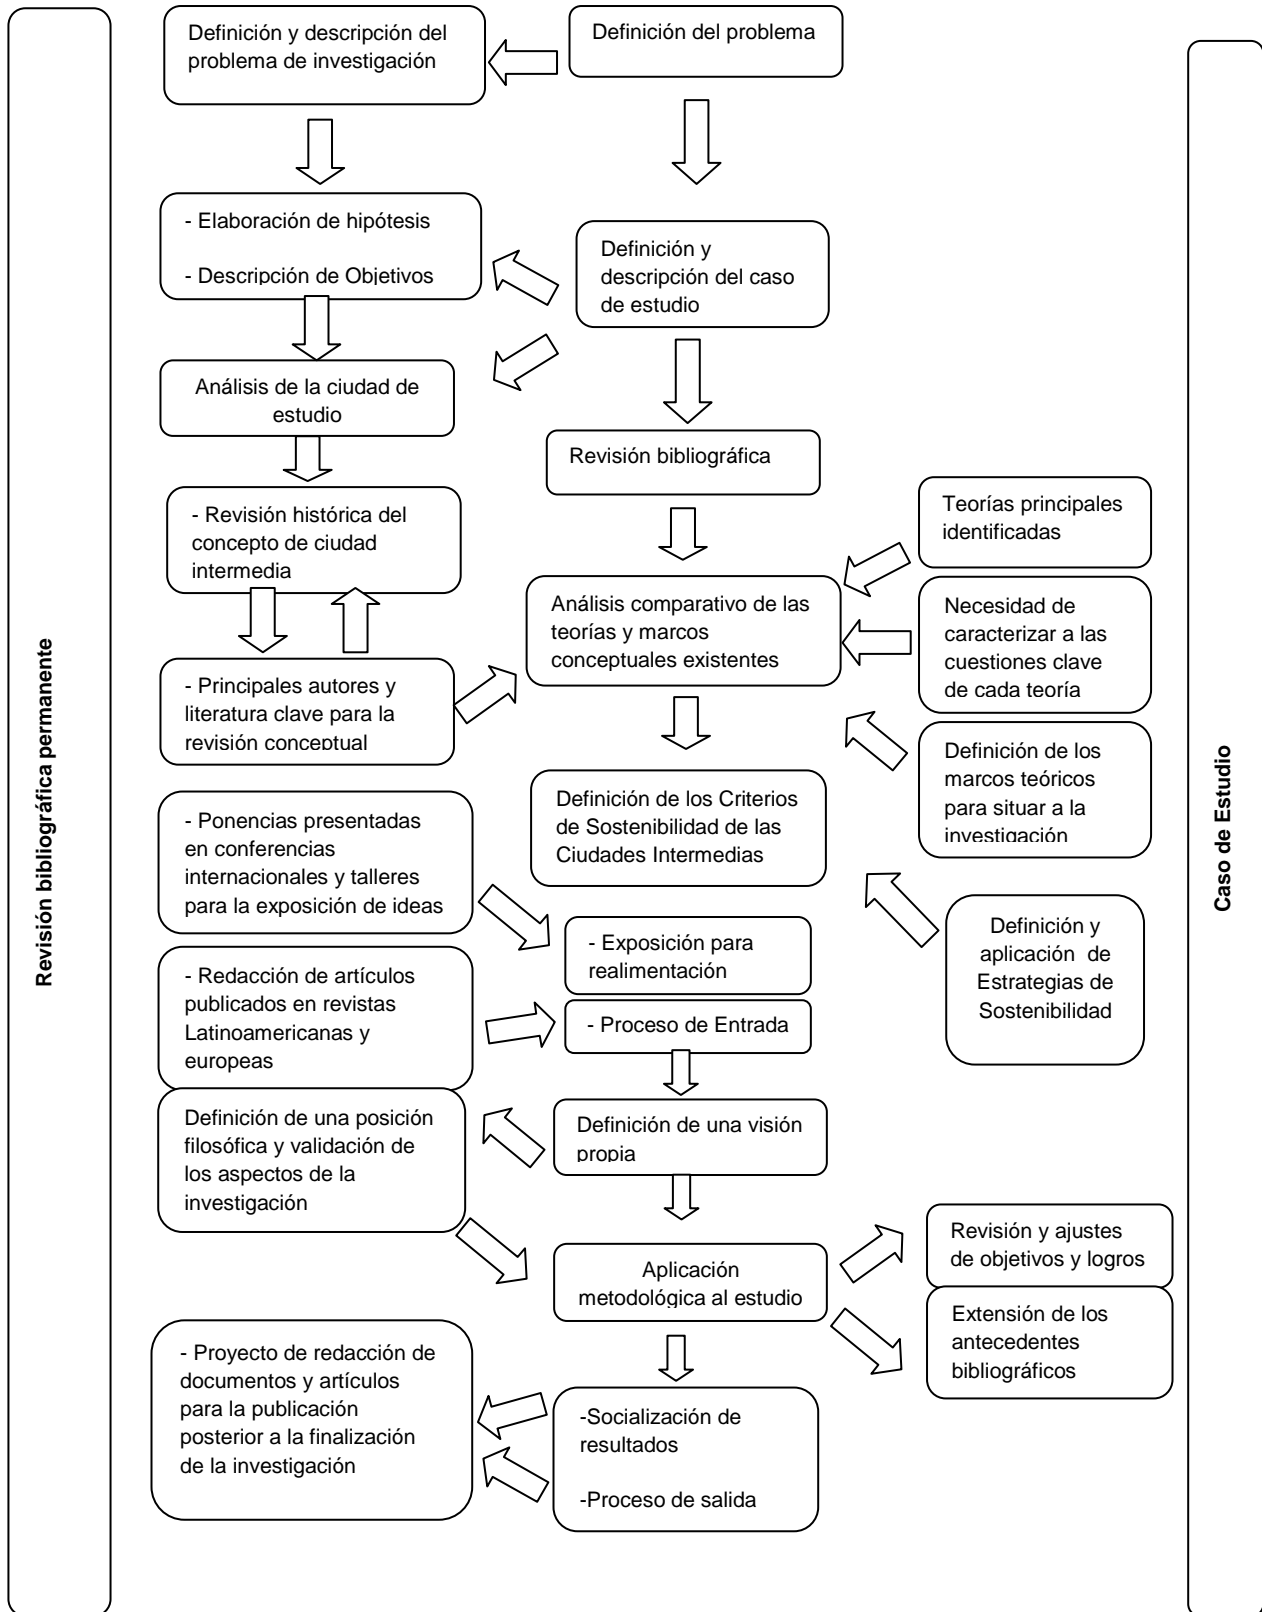 Definición y descripción del
problema de investigación
Definición del problema
- Elaboración de hipótesis
- Descripción de Objetivos
Definición y
descripción del caso
de estudio
Análisis de la ciudad de
estudio
Revisión bibliográfica
- Revisión histórica del
concepto de ciudad
intermedia
Teorías principales
identificadas
Análisis comparativo de las
teorías y marcos
conceptuales existentes
Necesidad de
caracterizar a las
cuestiones clave
de cada teoría
- Principales autores y
literatura clave para la
revisión conceptual
Definición de los
marcos teóricos
para situar a la
investigación
Definición de los Criterios
de Sostenibilidad de las
Ciudades Intermedias
- Ponencias presentadas
en conferencias
internacionales y talleres
para la exposición de ideas
Definición y
aplicación de
Estrategias de
Sostenibilidad
- Exposición para
realimentación
- Redacción de artículos
publicados en revistas
Latinoamericanas y
europeas
- Proceso de Entrada
Definición de una posición
filosófica y validación de
los aspectos de la
investigación
Definición de una visión
propia
Revisión y ajustes
de objetivos y logros
Aplicación
metodológica al estudio
Extensión de los
antecedentes
bibliográficos
- Proyecto de redacción de
documentos y artículos
para la publicación
posterior a la finalización
de la investigación
-Socialización de
resultados
-Proceso de salida
Revisión bibliográfica permanente
Caso de Estudio